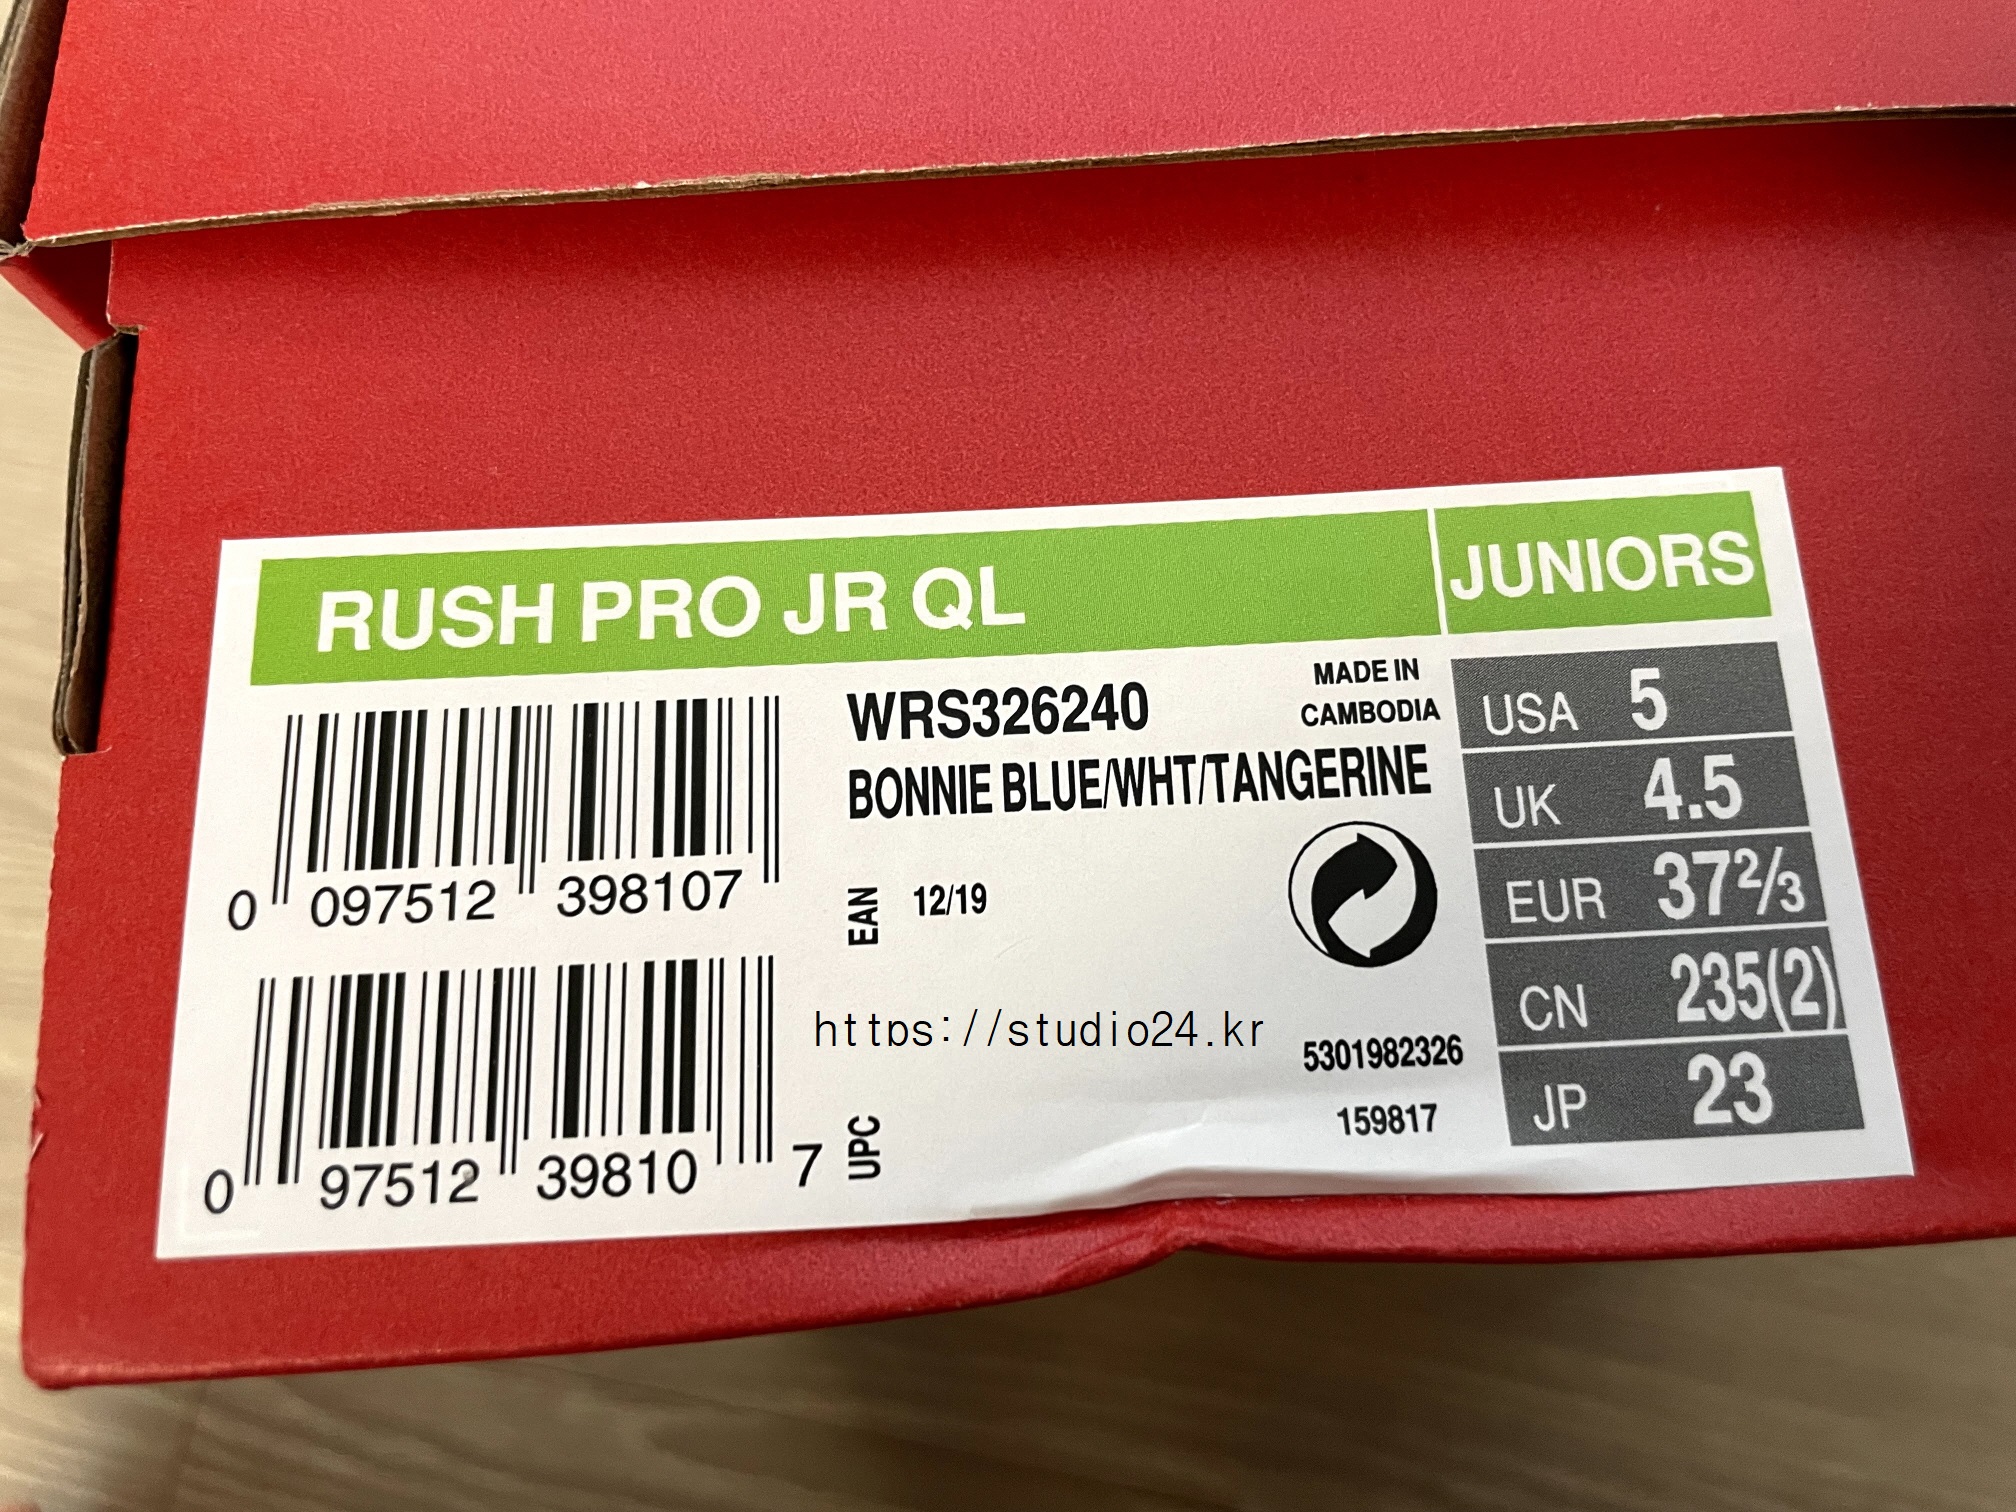 RUSH PRO JR QL
JUNIORS
WRS326240
MADE IN
CAMBODIA
BONNIE BLUE/WHT/TANGERINE
0 097512 398107
EAN
12/19
USA 5
UK 4.5
EUR 37⅔
CN 235(2)
JP 23
https://studio24.kr
5301982326
159817
0 97512 39810 7
UPC